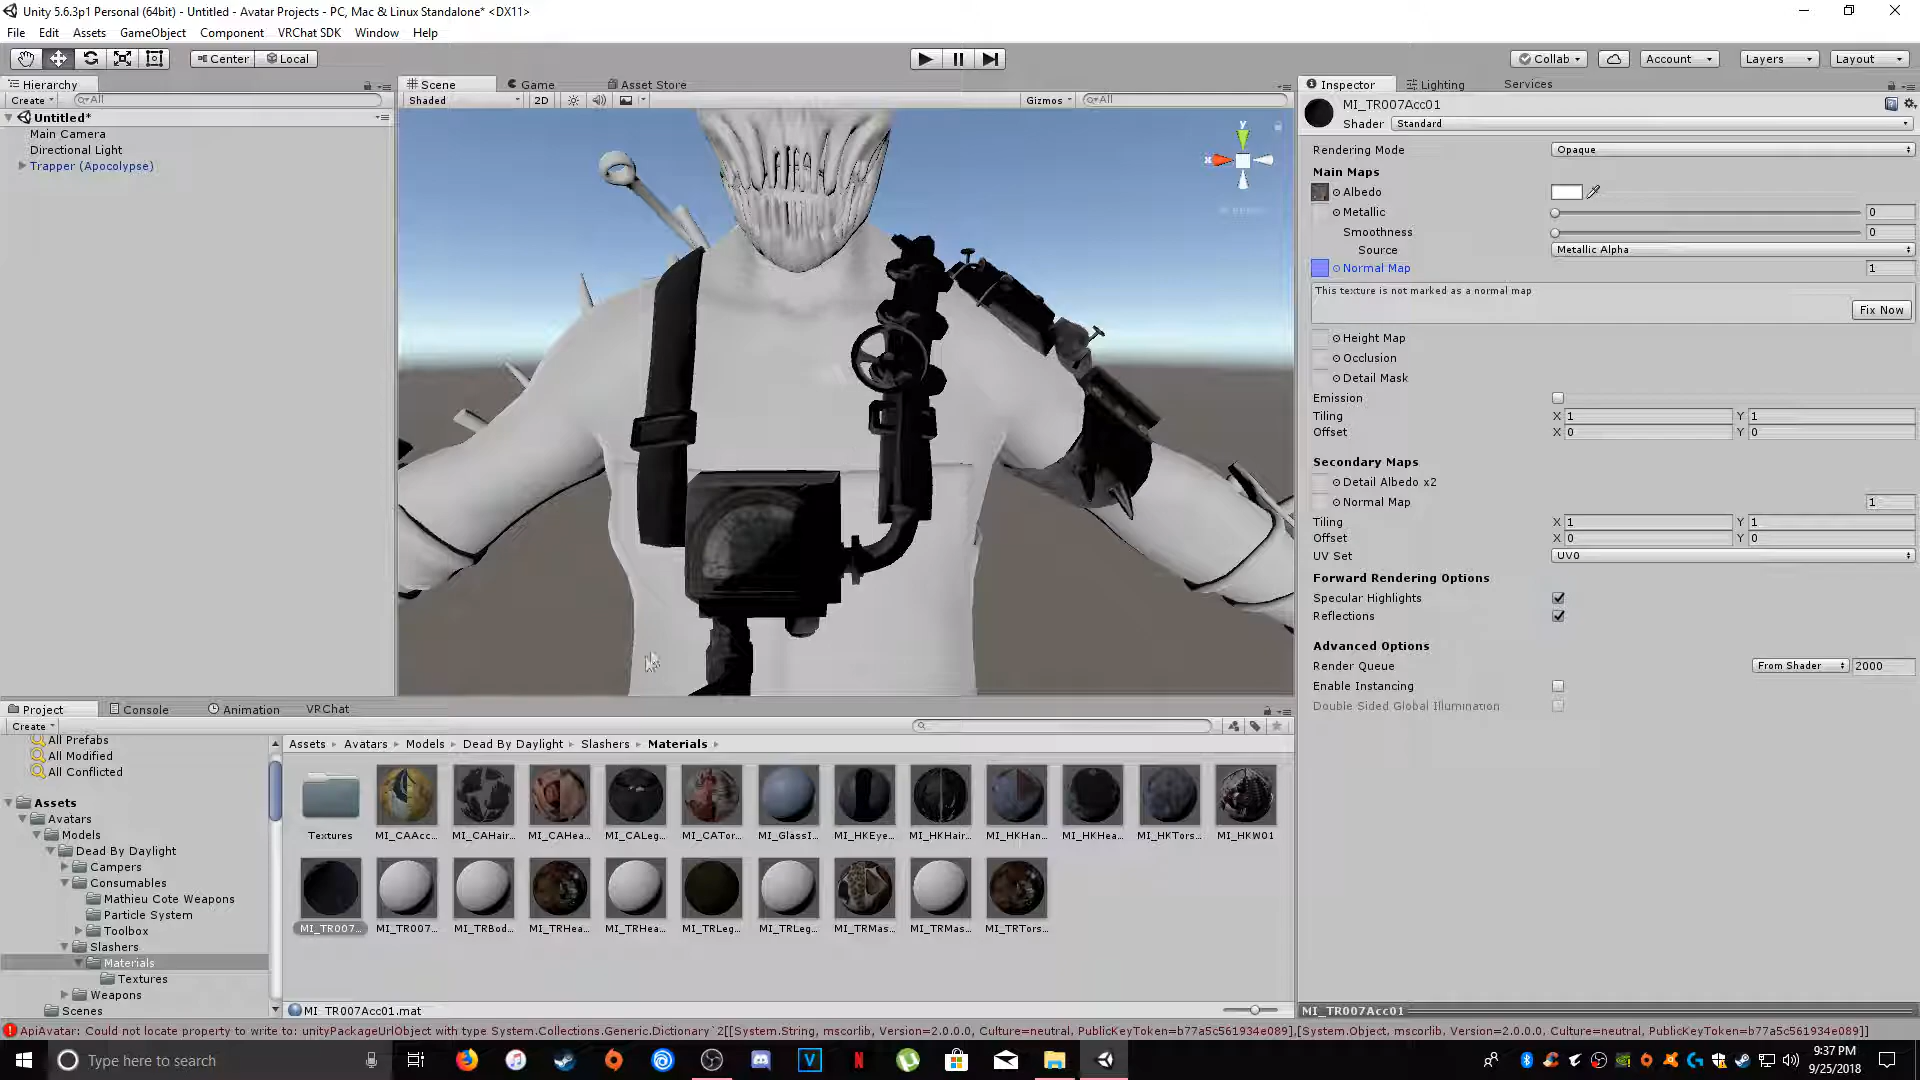 Unity 5.6.3p1 Personal (64bit) - Untitled - Avatar Projects - PC, Mac & Linux Standalone* <DX11>
File Edit Assets GameObject Component VRChat SDK Window Help
Center Local Collab Account Layers Layout
Hierarchy
Create All
Untitled*
Main Camera
Directional Light
Trapper (Apocolypse)
Scene Game Asset Store
Shaded 2D Gizmos All
y
x
Inspector Lighting Services
MI_TR007Acc01
Shader Standard
Rendering Mode Opaque
Main Maps
Albedo
Metallic 0
Smoothness 0
Source Metallic Alpha
Normal Map 1
This texture is not marked as a normal map
Fix Now
Height Map
Occlusion
Detail Mask
Emission
Tiling X 1 Y 1
Offset X 0 Y 0
Secondary Maps
Detail Albedo x2
Normal Map 1
Tiling X 1 Y 1
Offset X 0 Y 0
UV Set UV0
Forward Rendering Options
Specular Highlights
Reflections
Advanced Options
Render Queue From Shader 2000
Enable Instancing
Double Sided Global Illumination
MI_TR007Acc01
Project Console Animation VRChat
Create
All Prefabs
All Modified
All Conflicted
Assets
Avatars
Models
Dead By Daylight
Campers
Consumables
Mathieu Cote Weapons
Particle System
Toolbox
Slashers
Materials
Textures
Weapons
Scenes
Assets Avatars Models Dead By Daylight Slashers Materials
Textures MI_CAAcc... MI_CAHair... MI_CAHea... MI_CALeg... MI_CATor... MI_GlassI... MI_HKEye... MI_HKHair... MI_HKHan... MI_HKHea... MI_HKTors... MI_HKW01
MI_TR007... MI_TR007... MI_TRBod... MI_TRHea... MI_TRHea... MI_TRLeg... MI_TRLeg... MI_TRMas... MI_TRMas... MI_TRTors...
MI_TR007Acc01.mat
ApiAvatar: Could not locate property to write to: unityPackageUrlObject with type System.Collections.Generic.Dictionary`2[[System.String, mscorlib, Version=2.0.0.0, Culture=neutral, PublicKeyToken=b77a5c561934e089],[System.Object, mscorlib, Version=2.0.0.0, Culture=neutral, PublicKeyToken=b77a5c561934e089]]
Type here to search
9:37 PM
9/25/2018